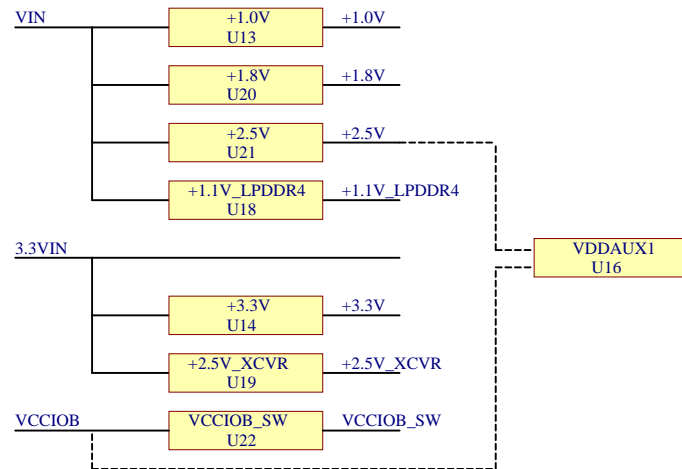 VIN
+1.0V
U13
+1.0V
+1.8V
U20
+1.8V
+2.5V
U21
+2.5V
+1.1V_LPDDR4
U18
+1.1V_LPDDR4
VDDAUX1
U16
3.3VIN
+3.3V
U14
+3.3V
+2.5V_XCVR
U19
+2.5V_XCVR
VCCIOB
VCCIOB_SW
U22
VCCIOB_SW